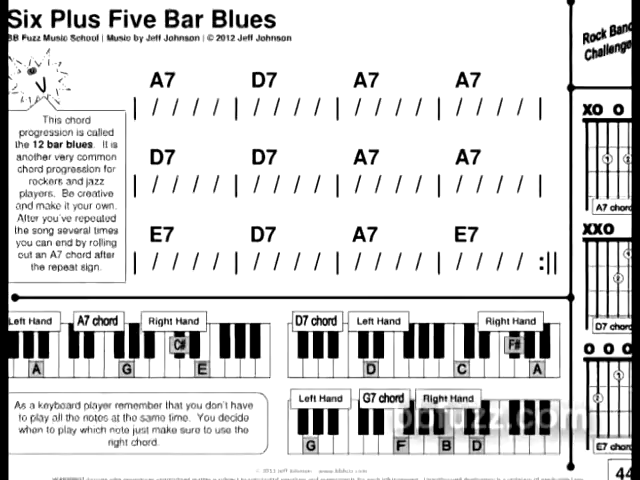 Six Plus Five Bar Blues
BB Fuzz Music School | Music by Jeff Johnson | © 2012 Jeff Johnson
Rock Band
Challenge
This chord
progression is called
the 12 bar blues. It is
another very common
chord progression for
rockers and jazz
players. Be creative
and make it your own.
After you've repeated
the song several times
you can end by rolling
out an A7 chord after
the repeat sign.
A7 D7 A7 A7
| / / / / | / / / / | / / / / | / / / / |
D7 D7 A7 A7
| / / / / | / / / / | / / / / | / / / / |
E7 D7 A7 E7
| / / / / | / / / / | / / / / | / / / / :||
XO O
A7 chord
XXO
D7 chord
O O O
E7 chord
Left Hand A7 chord Right Hand
C#
A G E
D7 chord Left Hand Right Hand
F#
D C A
As a keyboard player remember that you don't have
to play all the notes at the same time. You decide
when to play which note just make sure to use the
right chord.
Left Hand G7 chord Right Hand
G F B D
bbfuzz.com
44